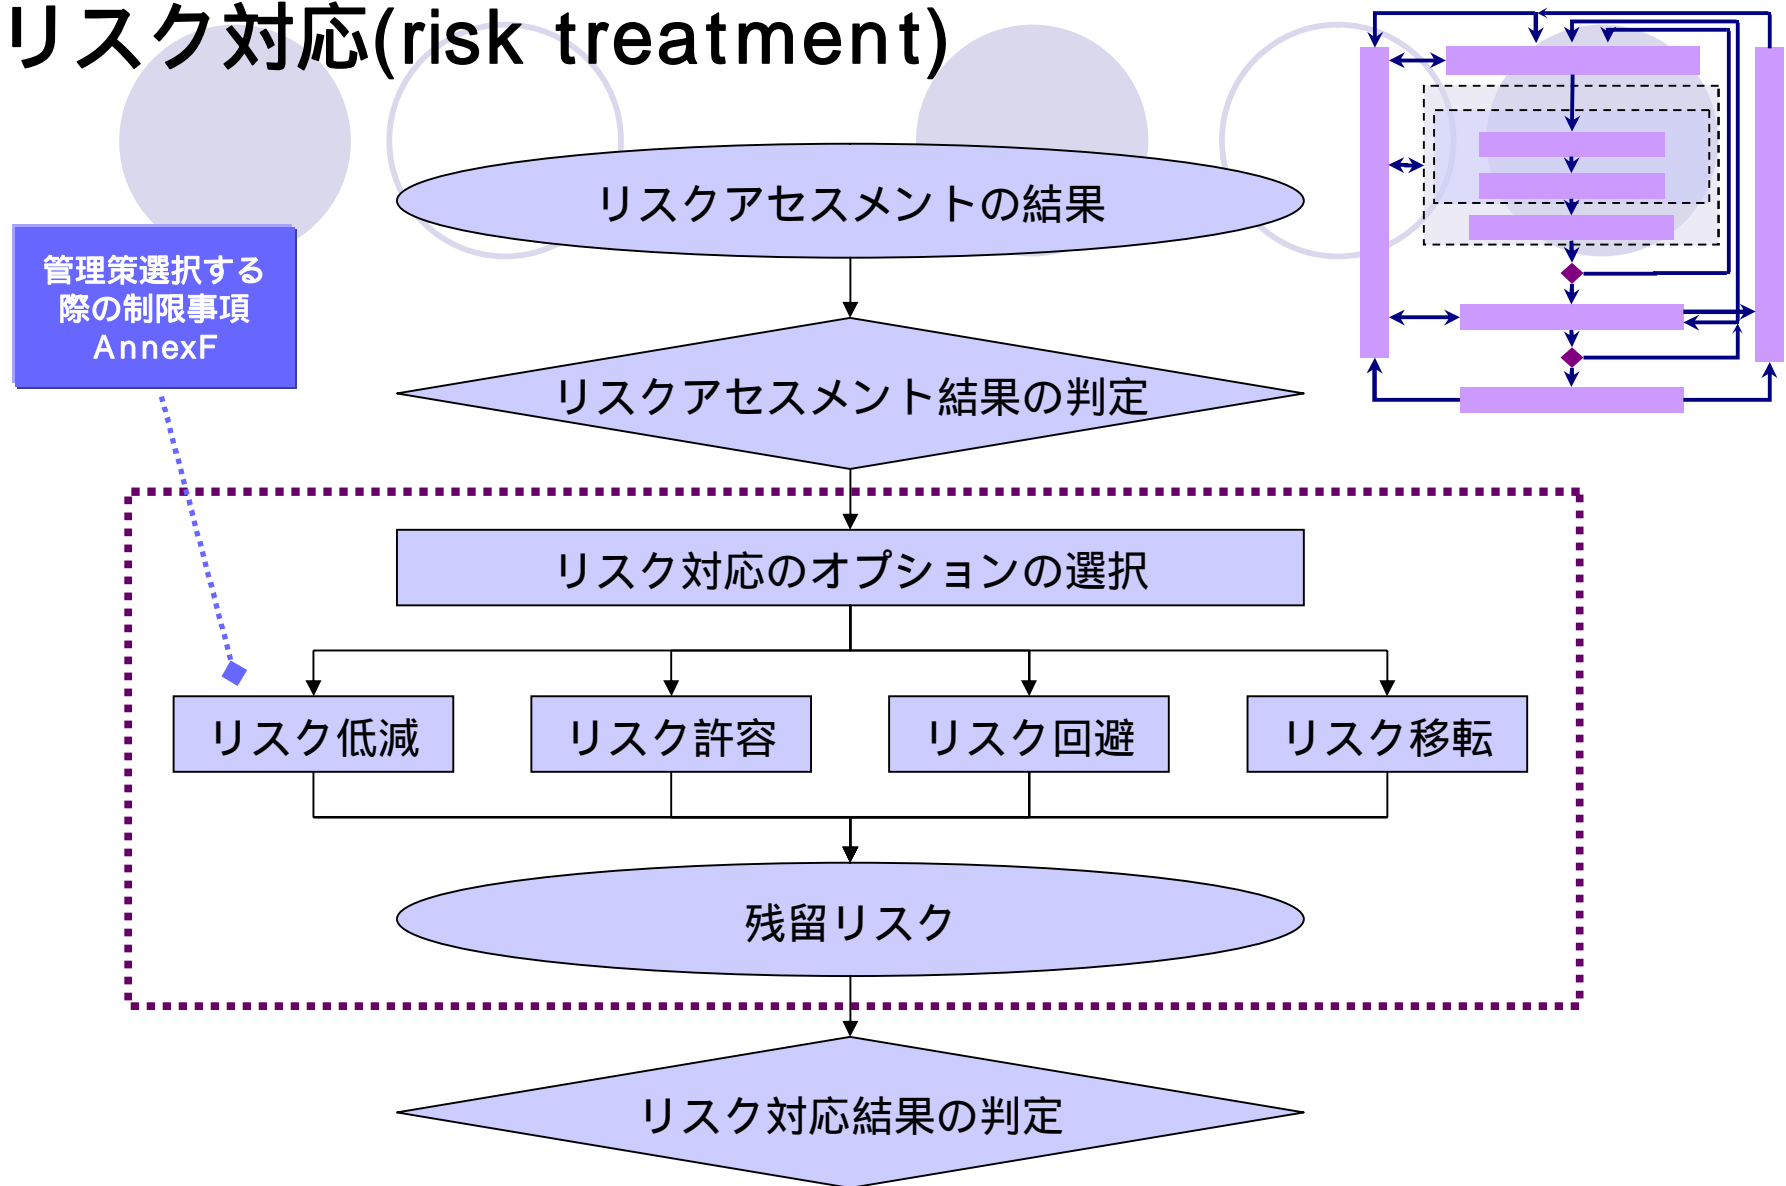 リスク対応(risk treatment)
リスクアセスメントの結果
管理策選択する
際の制限事項
AnnexF
リスクアセスメント結果の判定
リスク対応のオプションの選択
リスク低減
リスク許容
リスク回避
リスク移転
残留リスク
リスク対応結果の判定